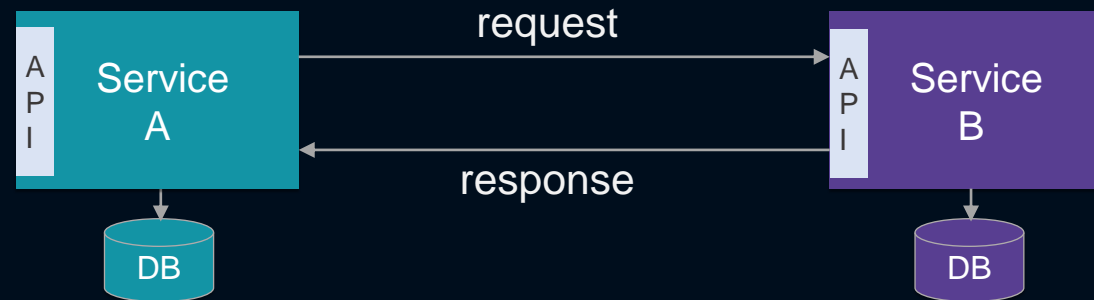 request
A
P
I
Service
A
A
P
I
Service
B
response
DB
DB